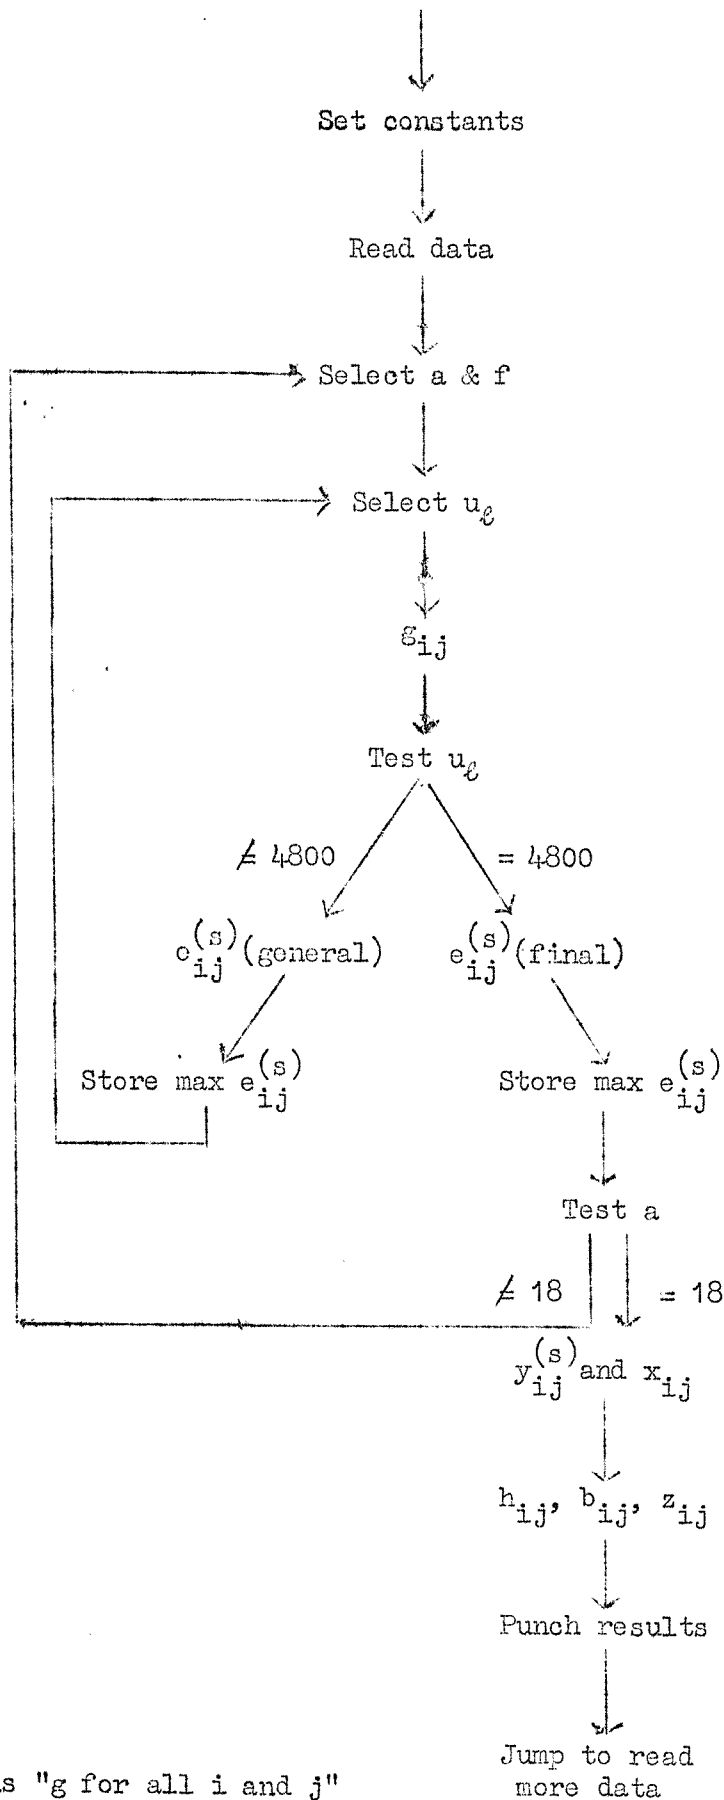 Set constants
Read data
Select a & f
Select u_ℓ
g_ij
Test u_ℓ
≠ 4800 = 4800
e_ij^(s) (general) e_ij^(s) (final)
Store max e_ij^(s) Store max e_ij^(s)
Test a
≠ 18 = 18
y_ij^(s) and x_ij
h_ij, b_ij, z_ij
Punch results
Jump to read
"g for all i and j" more data